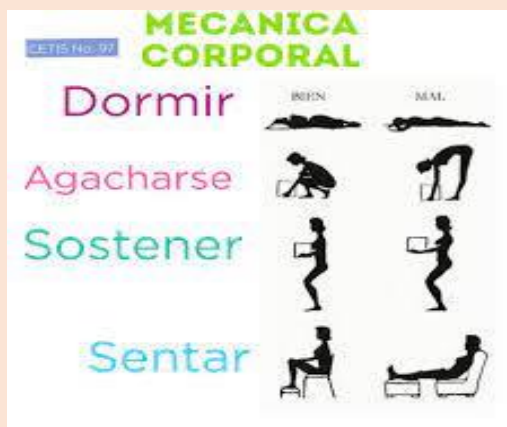 MECANICA
CORPORAL
CETIS No. 97
Dormir
BIEN MAL
Agacharse
Sostener
Sentar